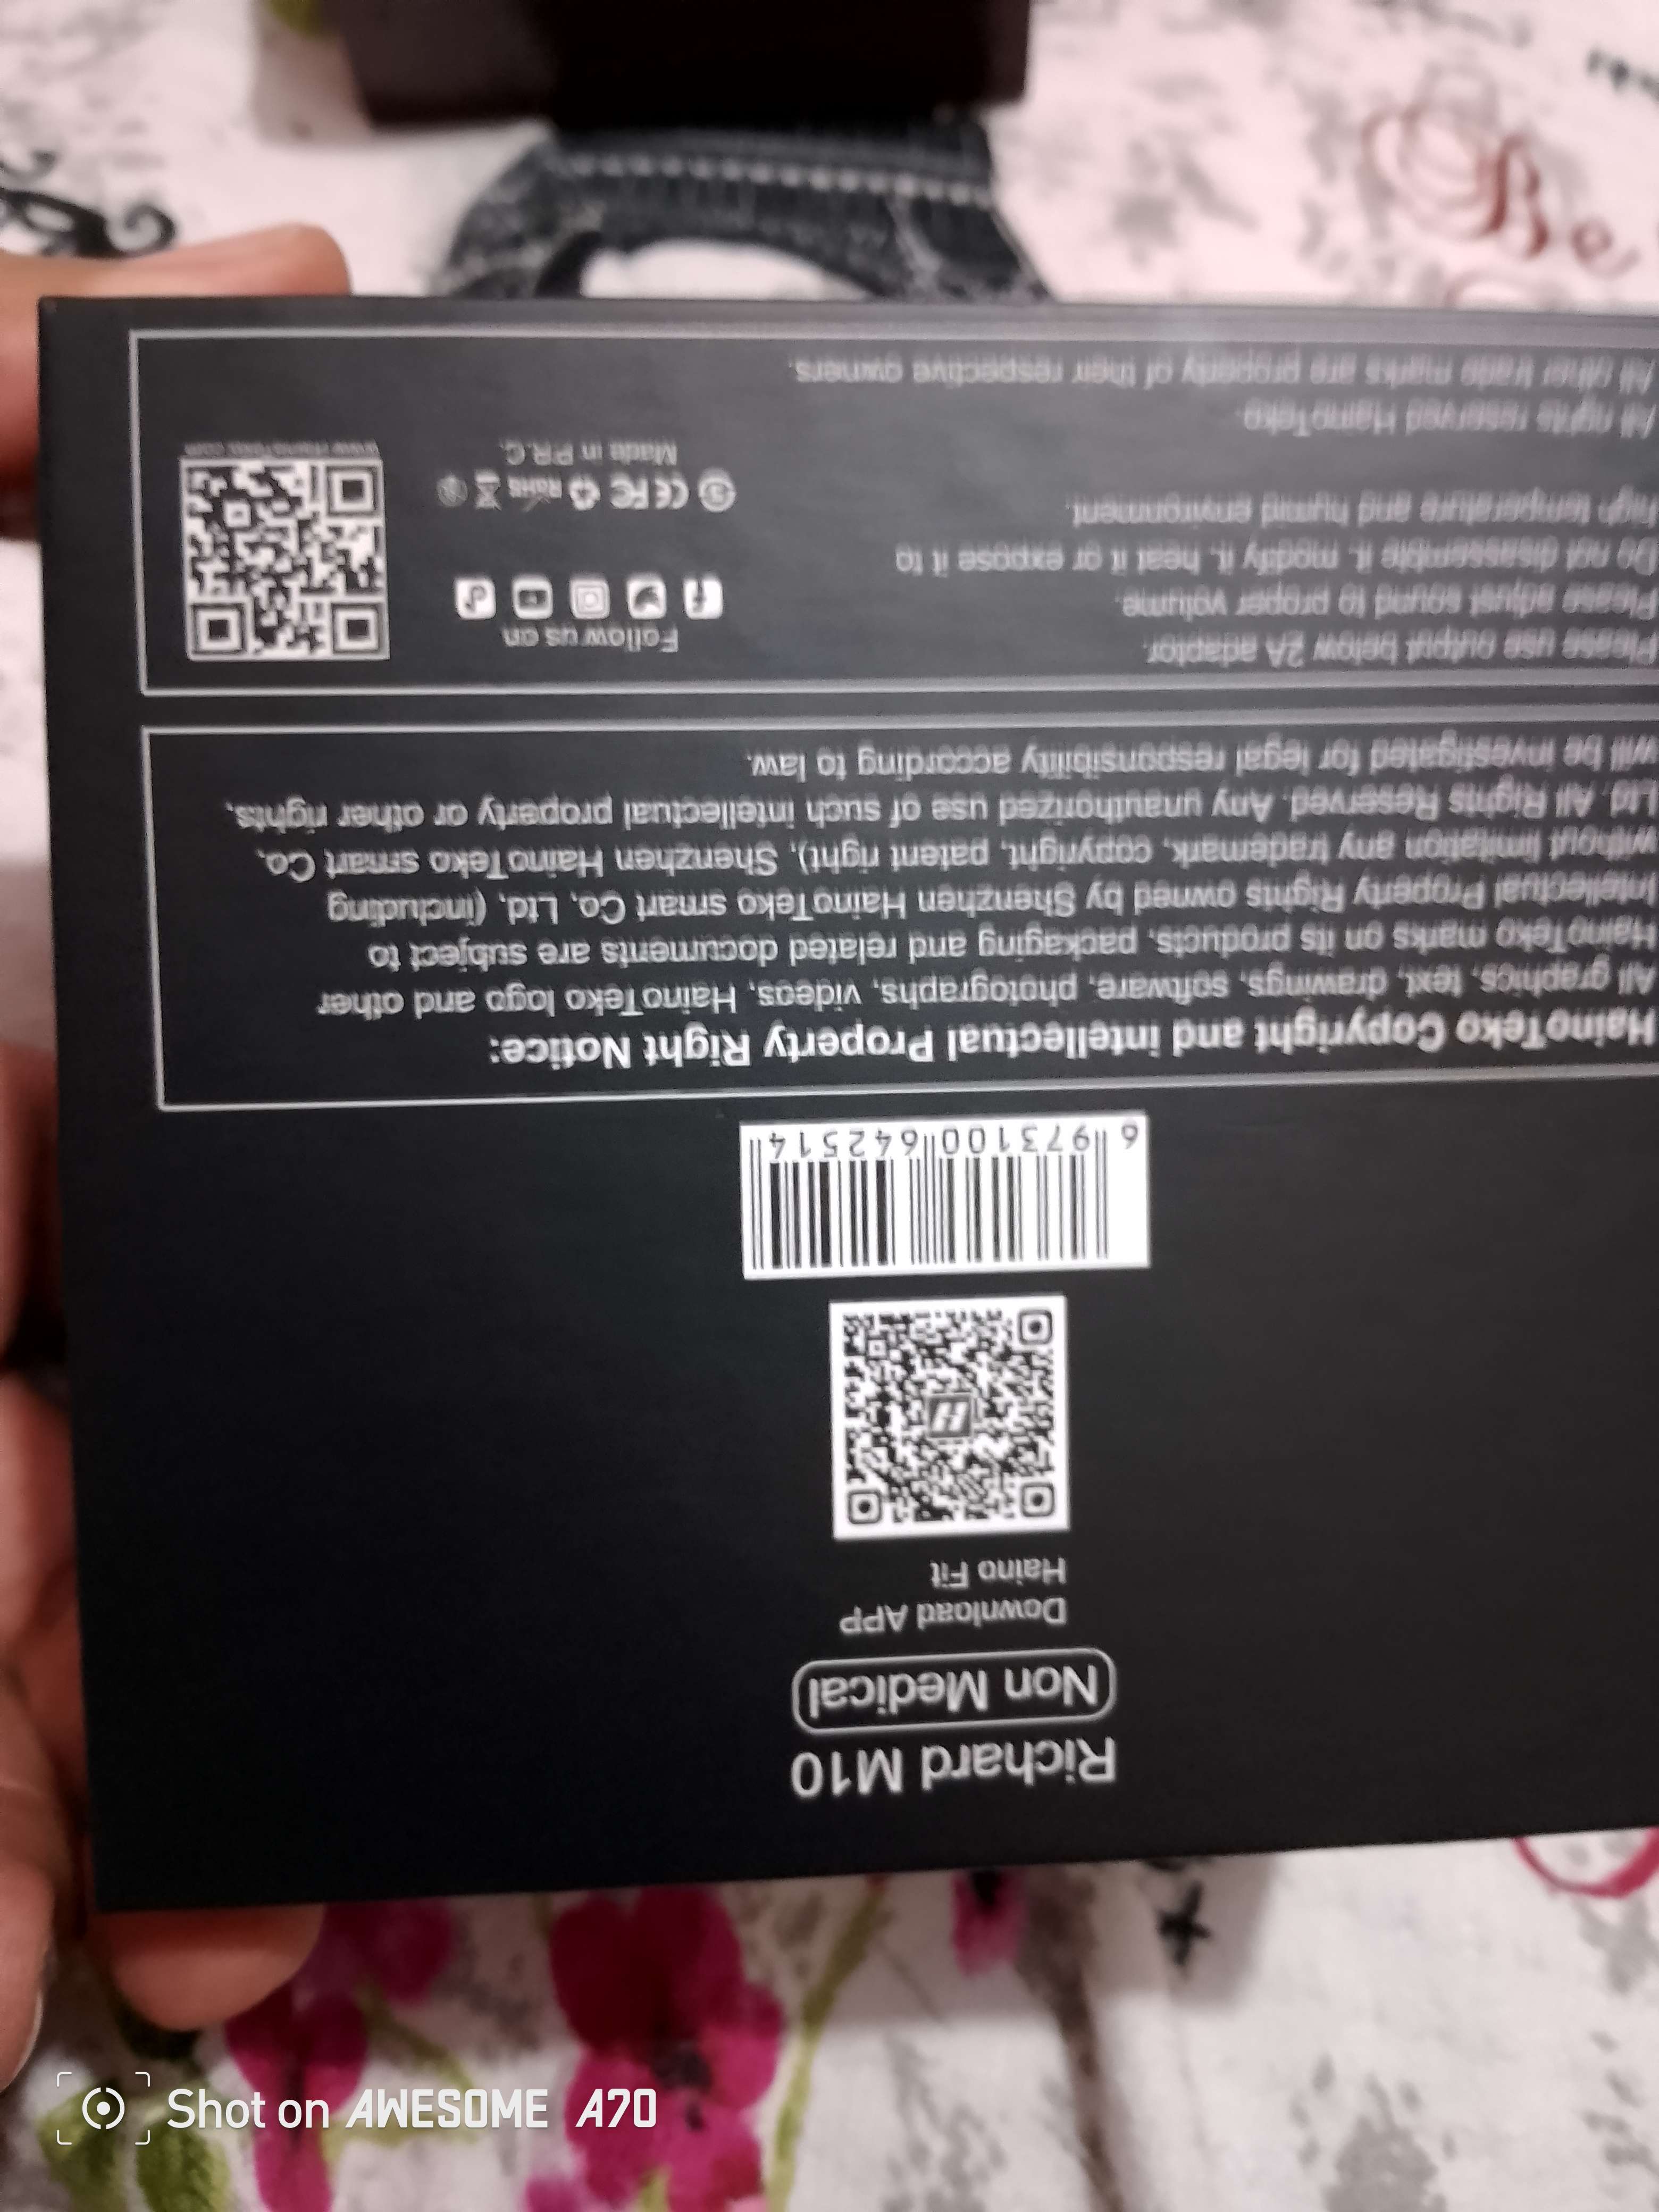 Richard M10
Non Medical
Download APP
Haino Fit
H
6 973100 642514
HainoTeko Copyright and intellectual Property Right Notice:
All graphics, text, drawings, software, photographs, videos, HainoTeko logo and other
HainoTeko marks on its products, packaging and related documents are subject to
Intellectual Property Rights owned by Shenzhen HainoTeko smart Co, Ltd, (including
without limitation any trademark, copyright, patent right), Shenzhen HainoTeko smart Co,
Ltd. All Rights Reserved. Any unauthorized use of such intellectual property or other rights,
will be investigated for legal responsibility according to law.
Please use output below 2A adaptor.
Please adjust sound to proper volume.
Do not disassemble it, modify it, heat it or expose it to
high temperature and humid environment.
All rights reserved HainoTeko.
All other trade marks are property of their respective owners.
Follow us on
CE FC RoHS
Made in P.R.C.
www.HainoTeko.com
Be
Shot on AWESOME A70